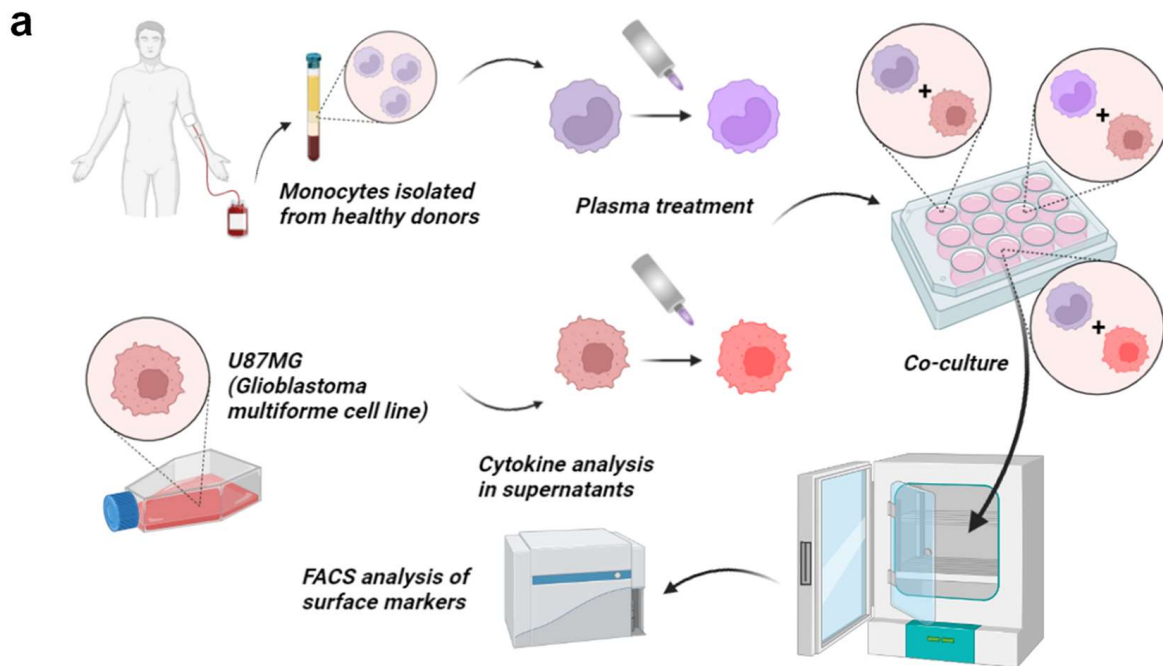 a
Monocytes isolated
from healthy donors
Plasma treatment
U87MG
(Glioblastoma
multiforme cell line)
+
+
+
Co-culture
Cytokine analysis
in supernatants
FACS analysis of
surface markers